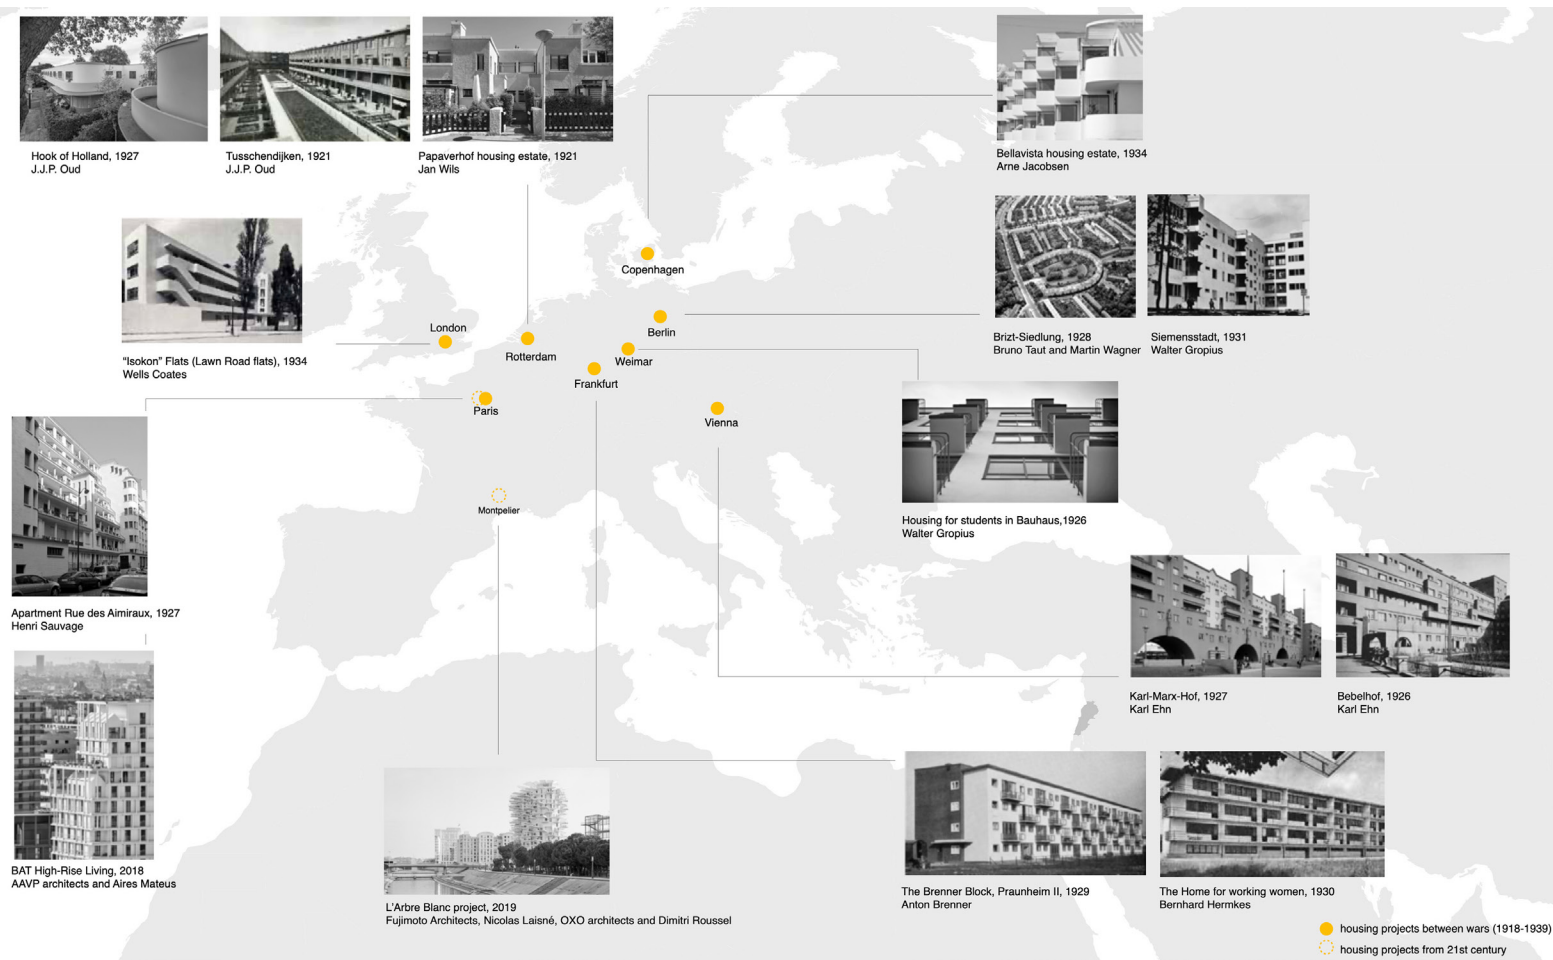 Hook of Holland, 1927
J.J.P. Oud
Tusschendijken, 1921
J.J.P. Oud
Papaverhof housing estate, 1921
Jan Wils
Bellavista housing estate, 1934
Arne Jacobsen
"Isokon" Flats (Lawn Road flats), 1934
Wells Coates
Brizt-Siedlung, 1928
Bruno Taut and Martin Wagner
Siemensstadt, 1931
Walter Gropius
Copenhagen
London
Berlin
Rotterdam
Weimar
Frankfurt
Paris
Vienna
Montpelier
Housing for students in Bauhaus,1926
Walter Gropius
Apartment Rue des Aimiraux, 1927
Henri Sauvage
Karl-Marx-Hof, 1927
Karl Ehn
Bebelhof, 1926
Karl Ehn
BAT High-Rise Living, 2018
AAVP architects and Aires Mateus
L'Arbre Blanc project, 2019
Fujimoto Architects, Nicolas Laisné, OXO architects and Dimitri Roussel
The Brenner Block, Praunheim II, 1929
Anton Brenner
The Home for working women, 1930
Bernhard Hermkes
housing projects between wars (1918-1939)
housing projects from 21st century